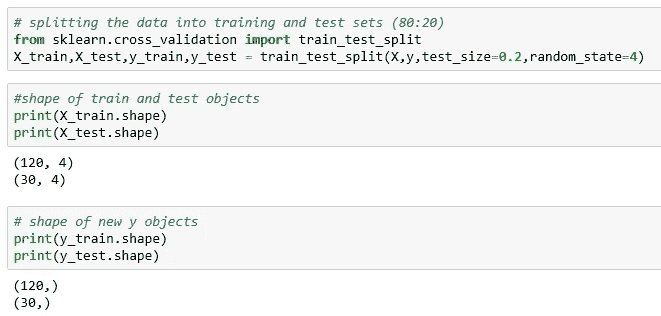 # splitting the data into training and test sets (80:20)
from sklearn.cross_validation import train_test_split
X_train,X_test,y_train,y_test = train_test_split(X,y,test_size=0.2,random_state=4)
#shape of train and test objects
print(X_train.shape)
print(X_test.shape)
(120, 4)
(30, 4)
# shape of new y objects
print(y_train.shape)
print(y_test.shape)
(120,)
(30,)